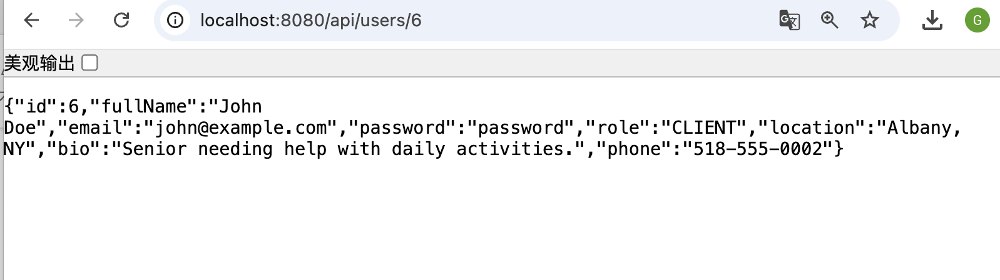 localhost:8080/api/users/6
G
美观输出
{"id":6,"fullName":"John
Doe","email":"john@example.com","password":"password","role":"CLIENT","location":"Albany,
NY","bio":"Senior needing help with daily activities.","phone":"518-555-0002"}